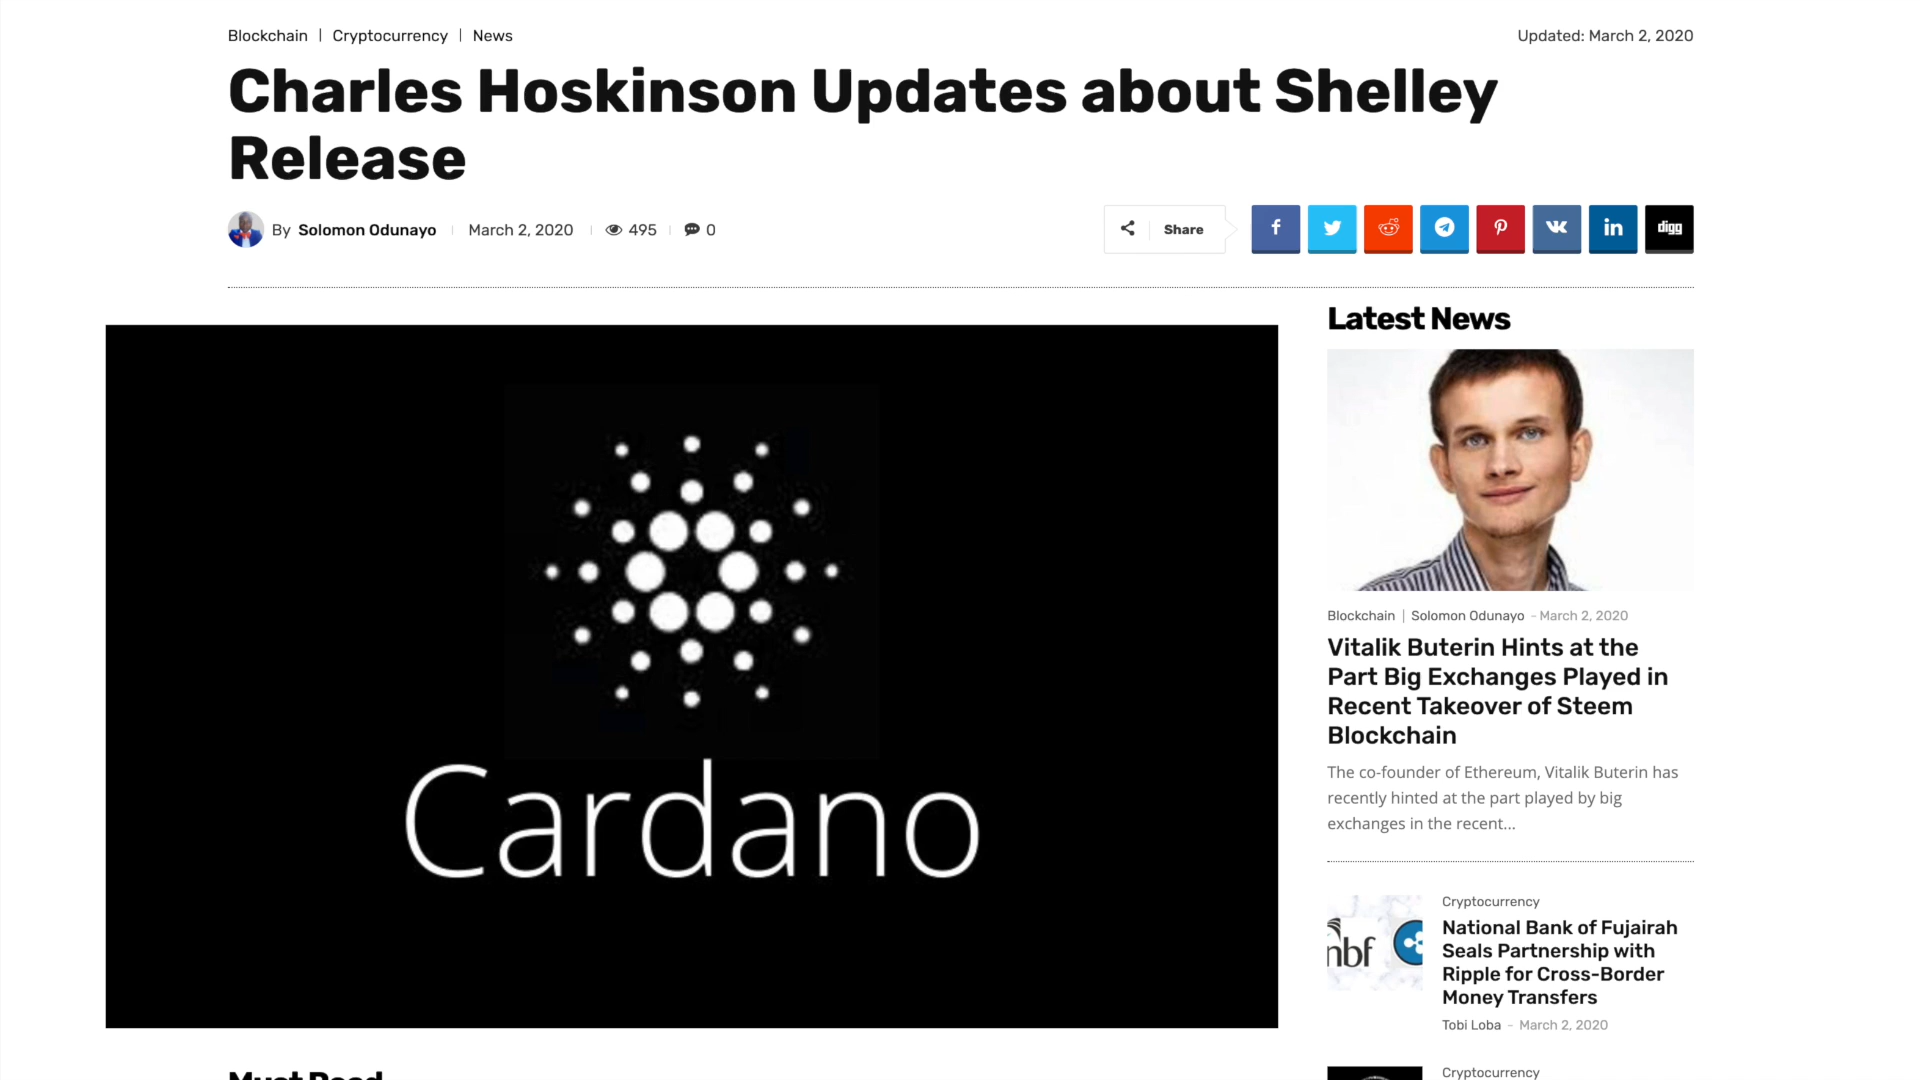 Blockchain | Cryptocurrency | News
Updated: March 2, 2020
Charles Hoskinson Updates about Shelley
Release
By Solomon Odunayo
March 2, 2020
495
0
Share
digg
Cardano
Latest News
Blockchain | Solomon Odunayo - March 2, 2020
Vitalik Buterin Hints at the
Part Big Exchanges Played in
Recent Takeover of Steem
Blockchain
The co-founder of Ethereum, Vitalik Buterin has
recently hinted at the part played by big
exchanges in the recent...
nbf
Cryptocurrency
National Bank of Fujairah
Seals Partnership with
Ripple for Cross-Border
Money Transfers
Tobi Loba - March 2, 2020
Must Read
Cryptocurrency